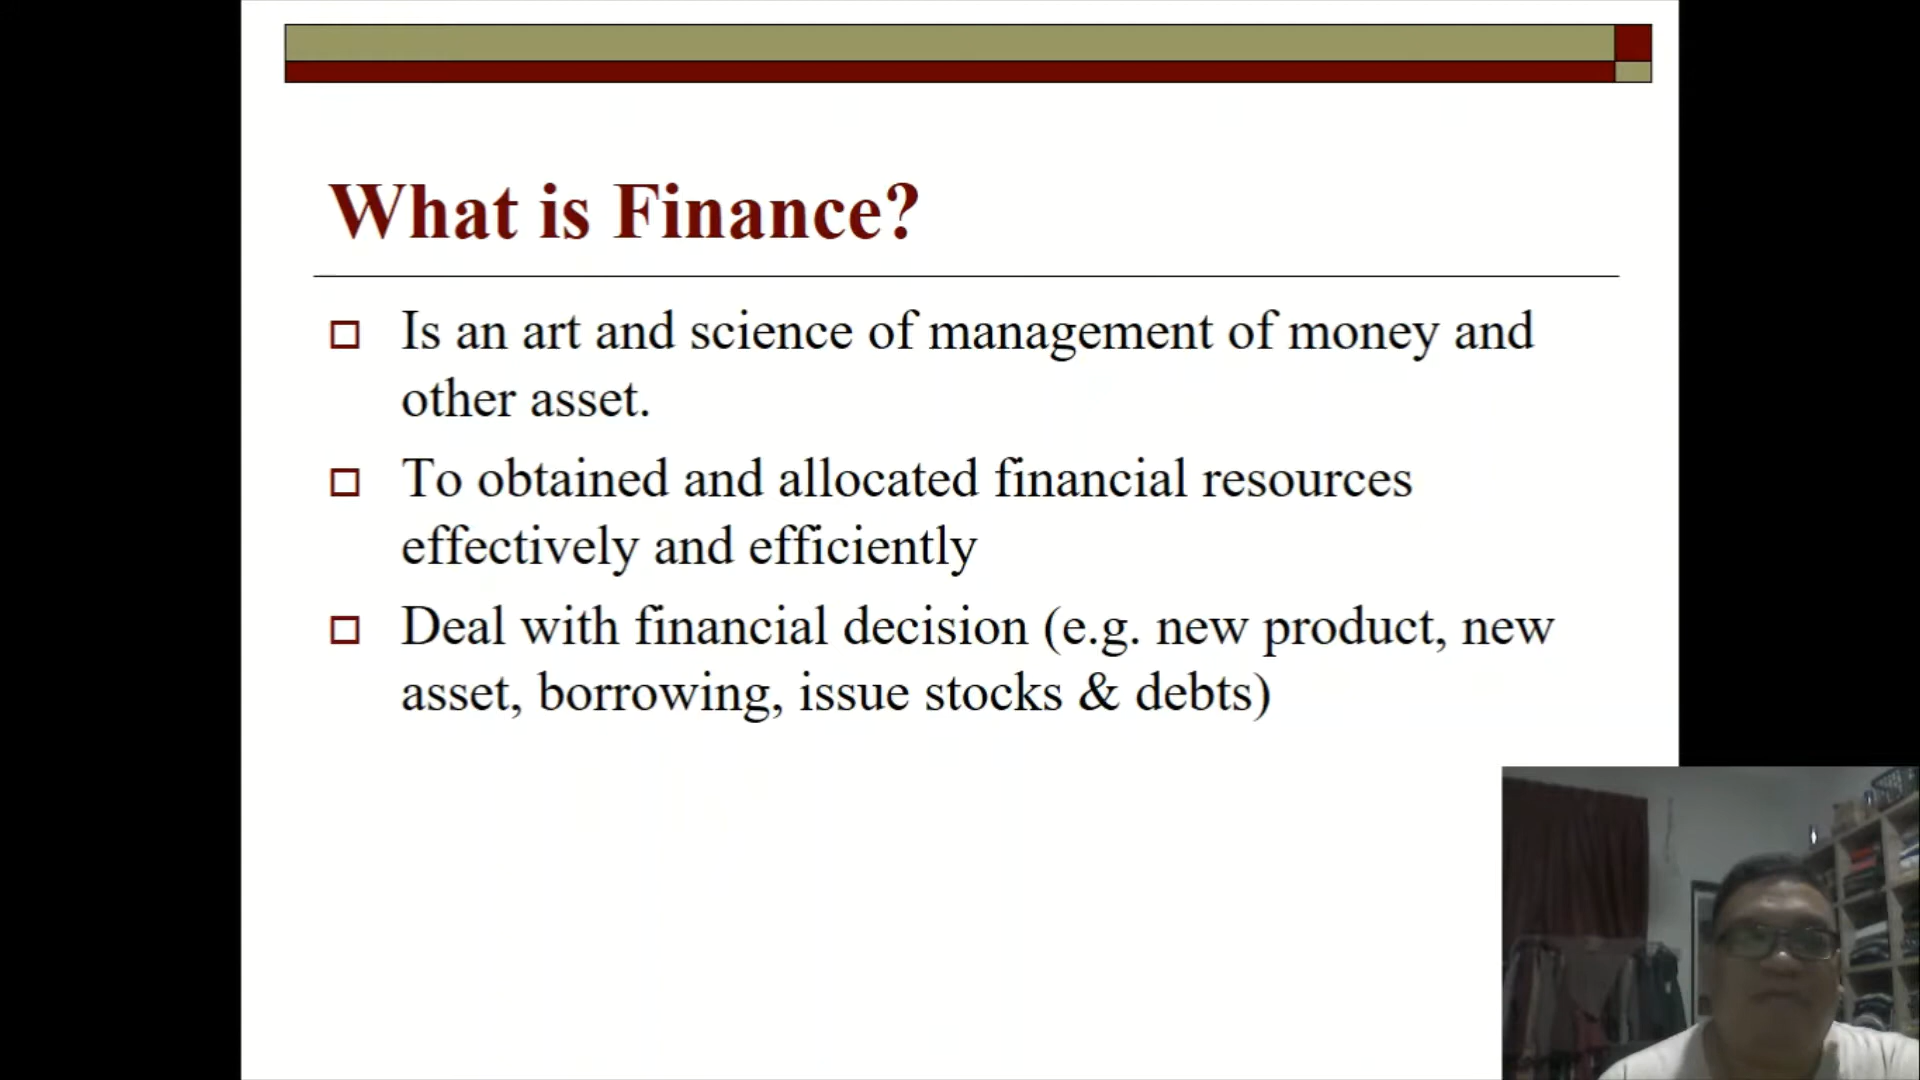 What is Finance?
Is an art and science of management of money and
other asset.
To obtained and allocated financial resources
effectively and efficiently
Deal with financial decision (e.g. new product, new
asset, borrowing, issue stocks & debts)